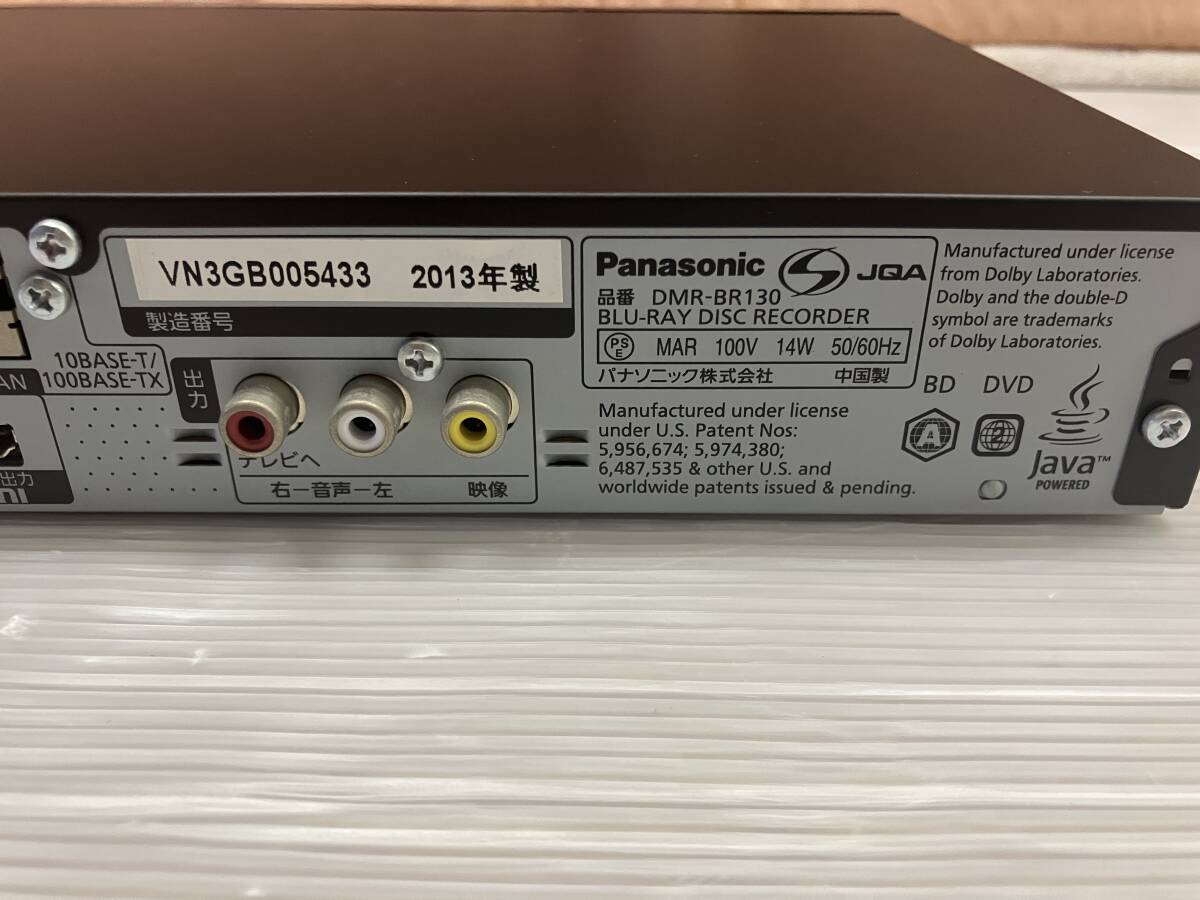 VN3GB005433 2013年製
製造番号
10BASE-T/
100BASE-TX
AN
出力
mi
出力
テレビへ
右ー音声ー左
映像
Panasonic
JQA
品番 DMR-BR130
BLU-RAY DISC RECORDER
PS
E
MAR 100V 14W 50/60Hz
パナソニック株式会社 中国製
Manufactured under license
under U.S. Patent Nos:
5,956,674; 5,974,380;
6,487,535 & other U.S. and
worldwide patents issued & pending.
Manufactured under license
from Dolby Laboratories.
Dolby and the double-D
symbol are trademarks
of Dolby Laboratories.
BD DVD
A
2
Java™
POWERED